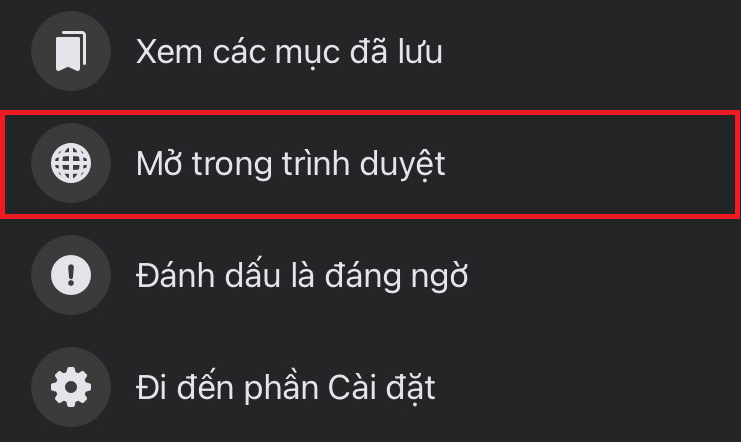 Xem các mục đã lưu
Mở trong trình duyệt
Đánh dấu là đáng ngờ
Đi đến phần Cài đặt